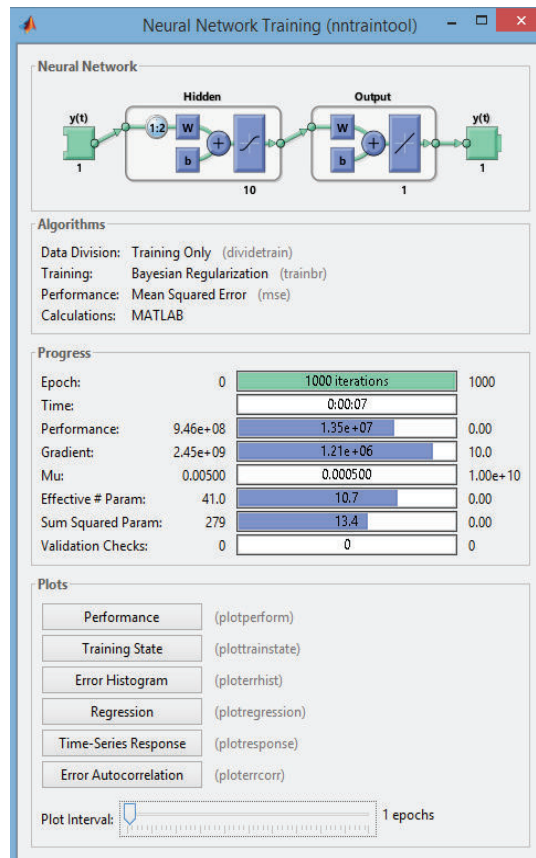 Neural Network Training (nntraintool)
Neural Network
Hidden
Output
y(t)
1:2
W
b
W
b
y(t)
1
10
1
1
Algorithms
Data Division: Training Only (dividetrain)
Training: Bayesian Regularization (trainbr)
Performance: Mean Squared Error (mse)
Calculations: MATLAB
Progress
Epoch: 0 1000 iterations 1000
Time: 0:00:07
Performance: 9.46e+08 1.35e+07 0.00
Gradient: 2.45e+09 1.21e+06 10.0
Mu: 0.00500 0.000500 1.00e+10
Effective # Param: 41.0 10.7 0.00
Sum Squared Param: 279 13.4 0.00
Validation Checks: 0 0 0
Plots
Performance (plotperform)
Training State (plottrainstate)
Error Histogram (ploterrhist)
Regression (plotregression)
Time-Series Response (plotresponse)
Error Autocorrelation (ploterrcorr)
Plot Interval: 1 epochs